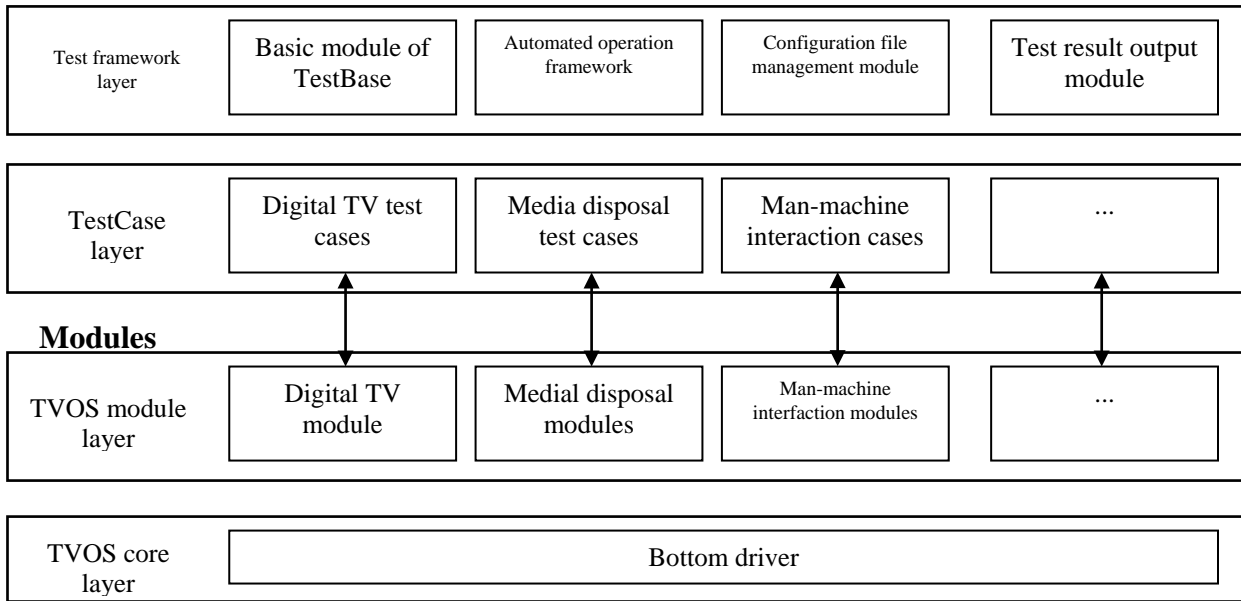 Test framework
layer
Basic module of
TestBase
Automated operation
framework
Configuration file
management module
Test result output
module
TestCase
layer
Digital TV test
cases
Media disposal
test cases
Man-machine
interaction cases
...
Modules
TVOS module
layer
Digital TV
module
Medial disposal
modules
Man-machine
interfaction modules
...
TVOS core
layer
Bottom driver